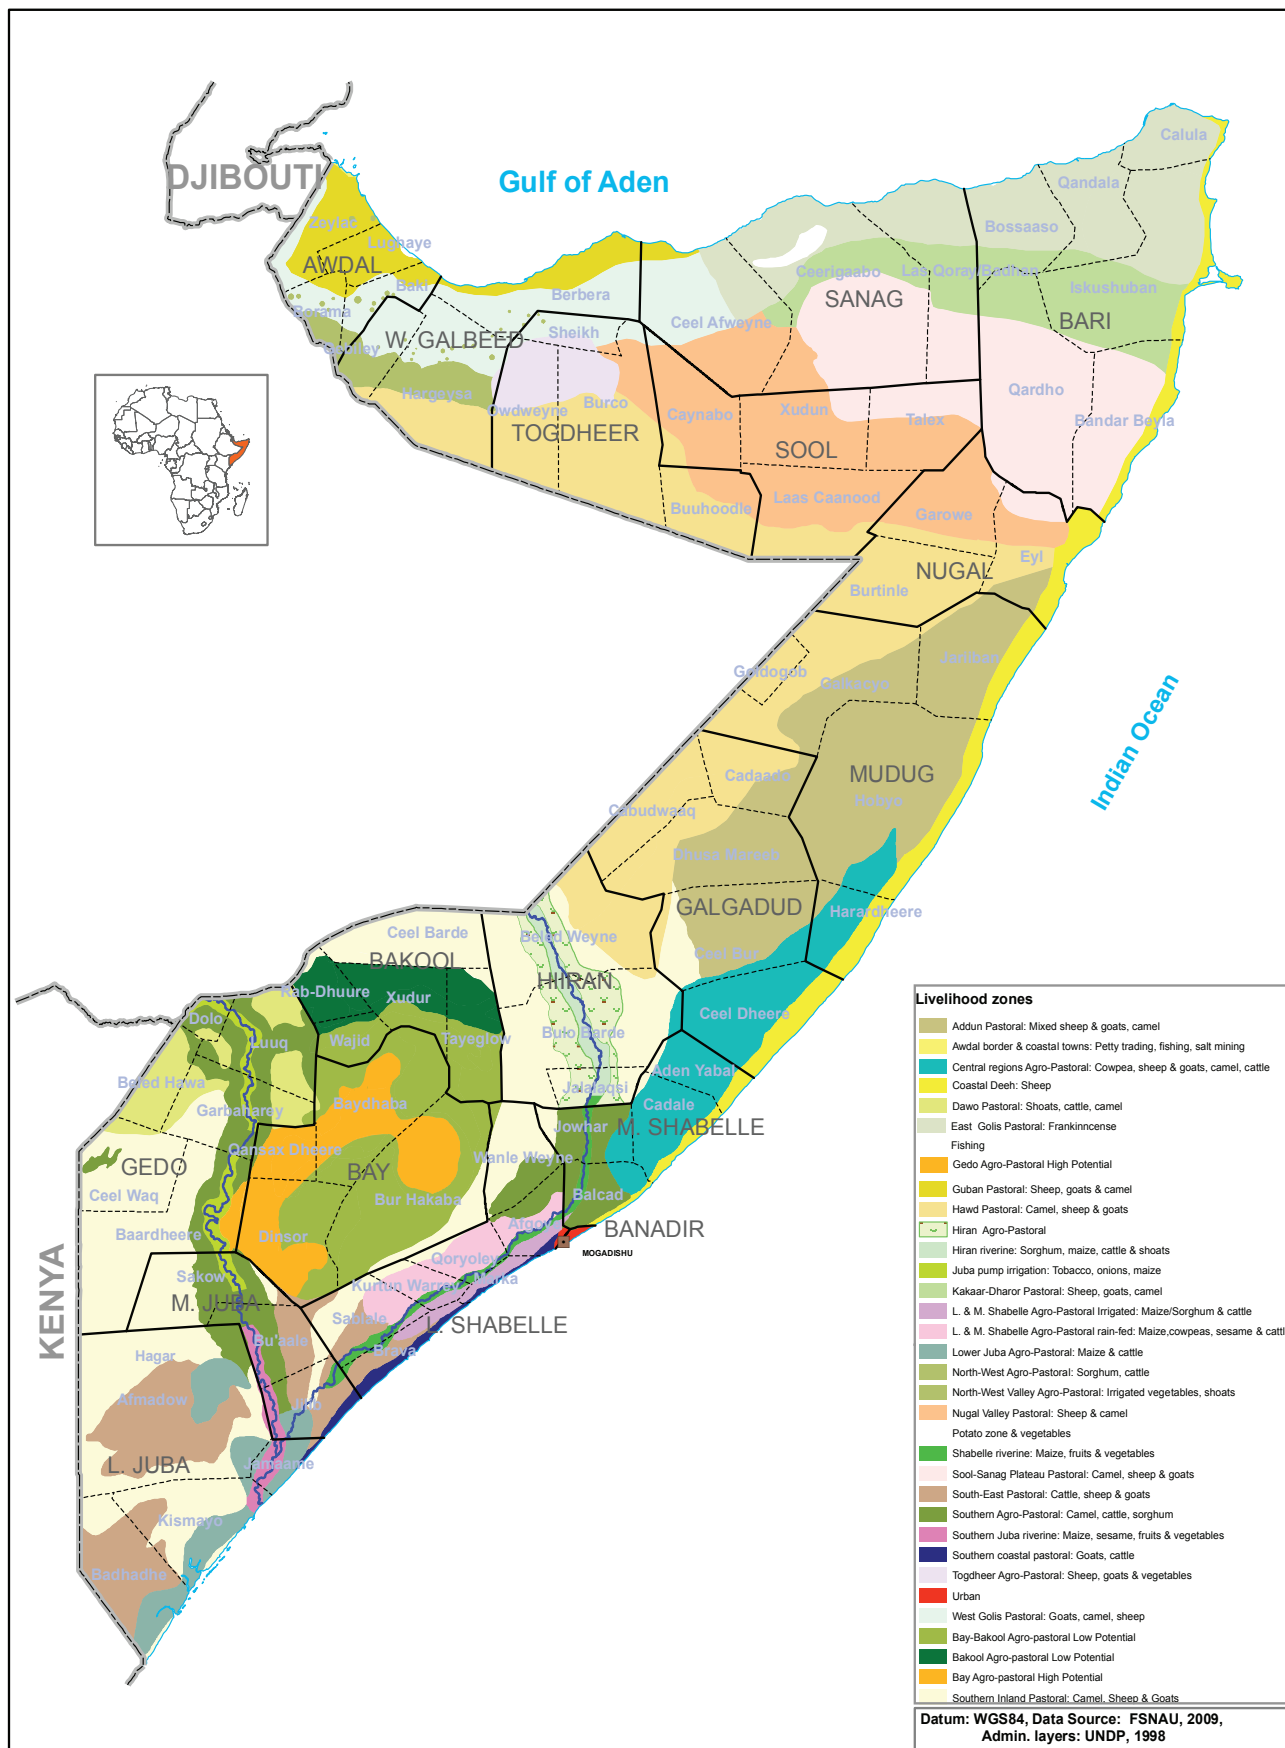 Calula
Qandala
DJIBOUTI
Gulf of Aden
Zeylac
Bossaaso
Lughaye
AWDAL
Ceerigaabo
Las Qoray/Badhan
Baki
Iskushuban
Berbera
SANAG
Borama
Ceel Afweyne
BARI
Sheikh
W. GALBEED
Gebiley
Hargeysa
Qardho
Burco
Owdweyne
Caynabo
Xudun
Talex
Bandar Beyla
TOGDHEER
SOOL
Laas Caanood
Buuhoodle
Garowe
Eyl
NUGAL
Burtinle
Jariiban
Goldogob
Galkacyo
Indian Ocean
Cadaado
MUDUG
Hobyo
Cabudwaaq
Dhusa Mareeb
GALGADUD
Harardheere
Ceel Barde
Beled Weyne
Ceel Bur
BAKOOL
HIIRAN
Rab-Dhuure
Xudur
Dolo
Ceel Dheere
Luuq
Wajid
Tayeglow
Bulo Barde
Aden Yabal
Beled Hawa
Jalalaqsi
Baydhaba
Cadale
Garbaharey
Jowhar
M. SHABELLE
Qansax Dheere
Wanle Weyne
GEDO
BAY
Ceel Waq
Bur Hakaba
Balcad
Baardheere
Dinsor
Afgoy
BANADIR
MOGADISHU
Qoryoley
Sakow
Kurtun Warrey
Marka
KENYA
M. JUBA
Sablale
L. SHABELLE
Bu'aale
Brava
Hagar
Afmadow
Jilib
L. JUBA
Jamaame
Kismayo
Badhadhe
Livelihood zones
Addun Pastoral: Mixed sheep & goats, camel
Awdal border & coastal towns: Petty trading, fishing, salt mining
Central regions Agro-Pastoral: Cowpea, sheep & goats, camel, cattle
Coastal Deeh: Sheep
Dawo Pastoral: Shoats, cattle, camel
East Golis Pastoral: Frankinncense
Fishing
Gedo Agro-Pastoral High Potential
Guban Pastoral: Sheep, goats & camel
Hawd Pastoral: Camel, sheep & goats
Hiran Agro-Pastoral
Hiran riverine: Sorghum, maize, cattle & shoats
Juba pump irrigation: Tobacco, onions, maize
Kakaar-Dharor Pastoral: Sheep, goats, camel
L. & M. Shabelle Agro-Pastoral Irrigated: Maize/Sorghum & cattle
L. & M. Shabelle Agro-Pastoral rain-fed: Maize,cowpeas, sesame & cattl
Lower Juba Agro-Pastoral: Maize & cattle
North-West Agro-Pastoral: Sorghum, cattle
North-West Valley Agro-Pastoral: Irrigated vegetables, shoats
Nugal Valley Pastoral: Sheep & camel
Potato zone & vegetables
Shabelle riverine: Maize, fruits & vegetables
Sool-Sanag Plateau Pastoral: Camel, sheep & goats
South-East Pastoral: Cattle, sheep & goats
Southern Agro-Pastoral: Camel, cattle, sorghum
Southern Juba riverine: Maize, sesame, fruits & vegetables
Southern coastal pastoral: Goats, cattle
Togdheer Agro-Pastoral: Sheep, goats & vegetables
Urban
West Golis Pastoral: Goats, camel, sheep
Bay-Bakool Agro-pastoral Low Potential
Bakool Agro-pastoral Low Potential
Bay Agro-pastoral High Potential
Southern Inland Pastoral: Camel, Sheep & Goats
Datum: WGS84, Data Source: FSNAU, 2009,
Admin. layers: UNDP, 1998